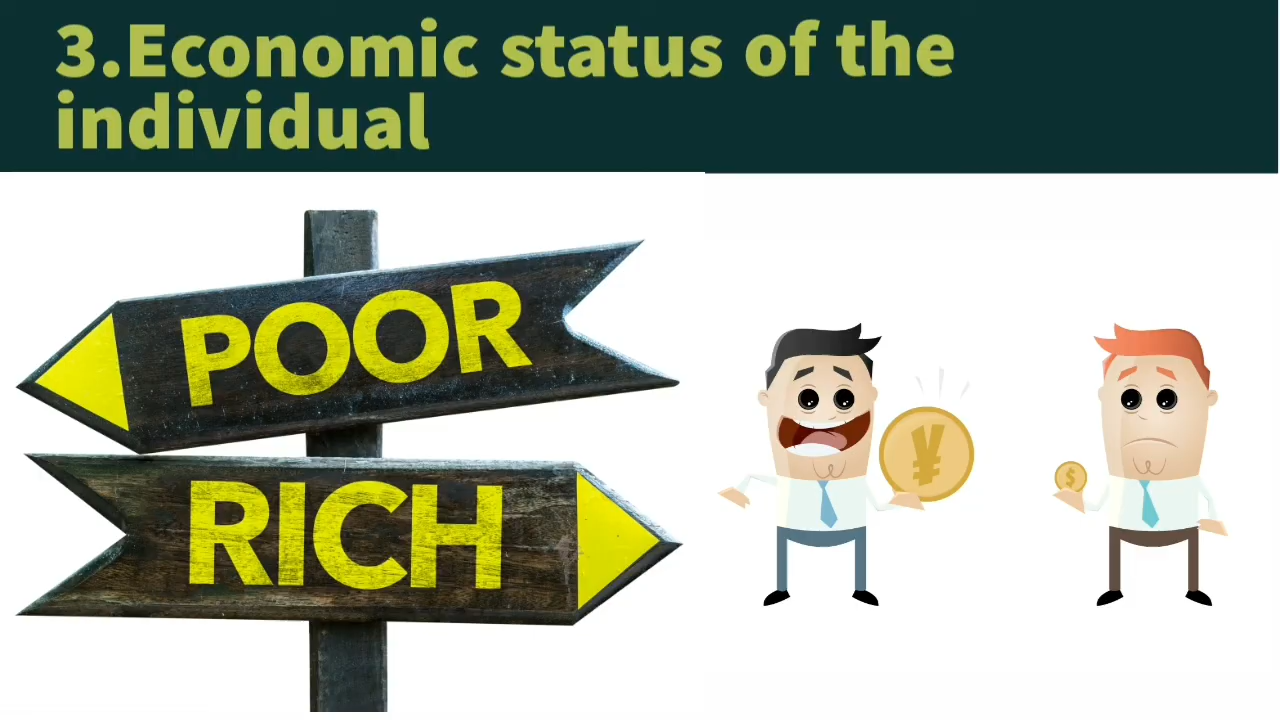 3.Economic status of the
individual
POOR
RICH
¥
$